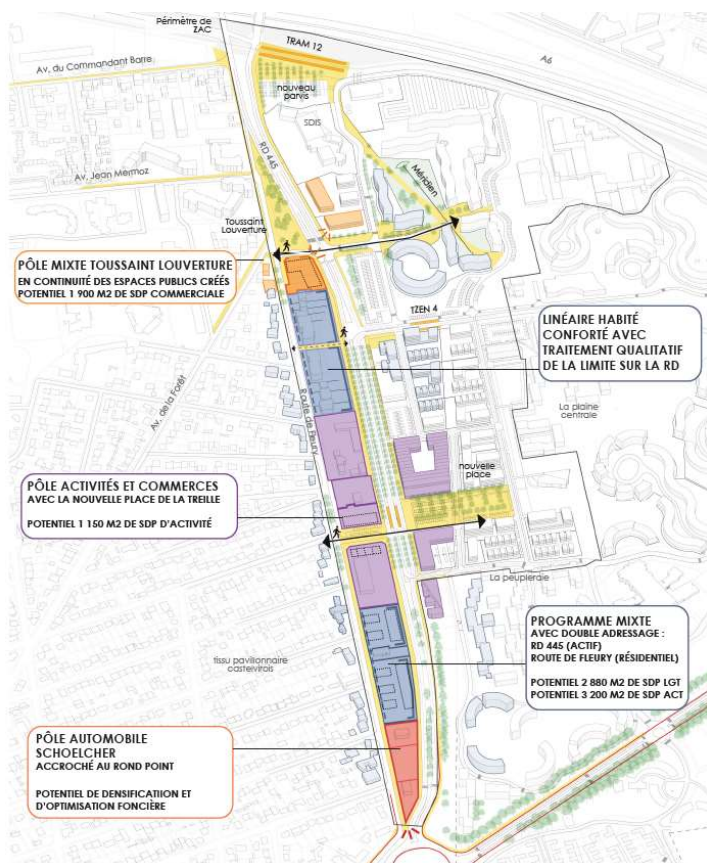 Périmètre de
ZAC
TRAM 12
A6
Av. du Commandant Barre
nouveau
parvis
SDIS
RD 445
Av. Jean Mermoz
Méridien
Toussaint
Louverture
PÔLE MIXTE TOUSSAINT LOUVERTURE
EN CONTINUITÉ DES ESPACES PUBLICS CRÉÉS
POTENTIEL 1 900 M2 DE SDP COMMERCIALE
TZEN 4
LINÉAIRE HABITÉ
CONFORTÉ AVEC
TRAITEMENT QUALITATIF
DE LA LIMITE SUR LA RD
Av. de la Forêt
Route de Fleury
La plaine
centrale
PÔLE ACTIVITÉS ET COMMERCES
AVEC LA NOUVELLE PLACE DE LA TREILLE
POTENTIEL 1 150 M2 DE SDP D'ACTIVITÉ
nouvelle
place
La peupleraie
tissu pavillonnaire
castelvirois
PROGRAMME MIXTE
AVEC DOUBLE ADRESSAGE :
RD 445 (ACTIF)
ROUTE DE FLEURY (RÉSIDENTIEL)
POTENTIEL 2 880 M2 DE SDP LGT
POTENTIEL 3 200 M2 DE SDP ACT
PÔLE AUTOMOBILE
SCHOELCHER
ACCROCHÉ AU ROND POINT
POTENTIEL DE DENSIFICATION ET
D'OPTIMISATION FONCIÈRE